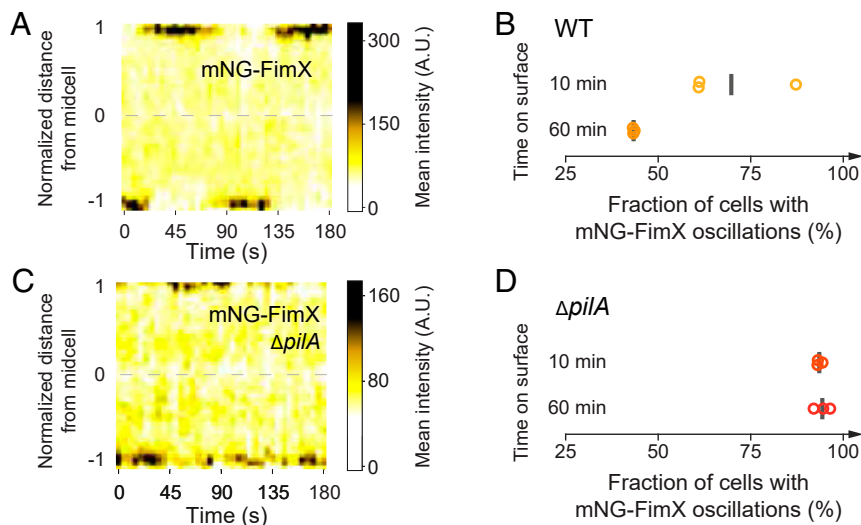 A
1
0
-1
Normalized distance
from midcell
mNG-FimX
0 45 90 135 180
Time (s)
300
150
0
Mean intensity (A.U.)
B
WT
Time on surface
10 min
60 min
25 50 75 100
Fraction of cells with
mNG-FimX oscillations (%)
C
1
0
-1
Normalized distance
from midcell
mNG-FimX
ΔpilA
0 45 90 135 180
Time (s)
160
80
0
Mean intensity (A.U.)
D
ΔpilA
Time on surface
10 min
60 min
25 50 75 100
Fraction of cells with
mNG-FimX oscillations (%)